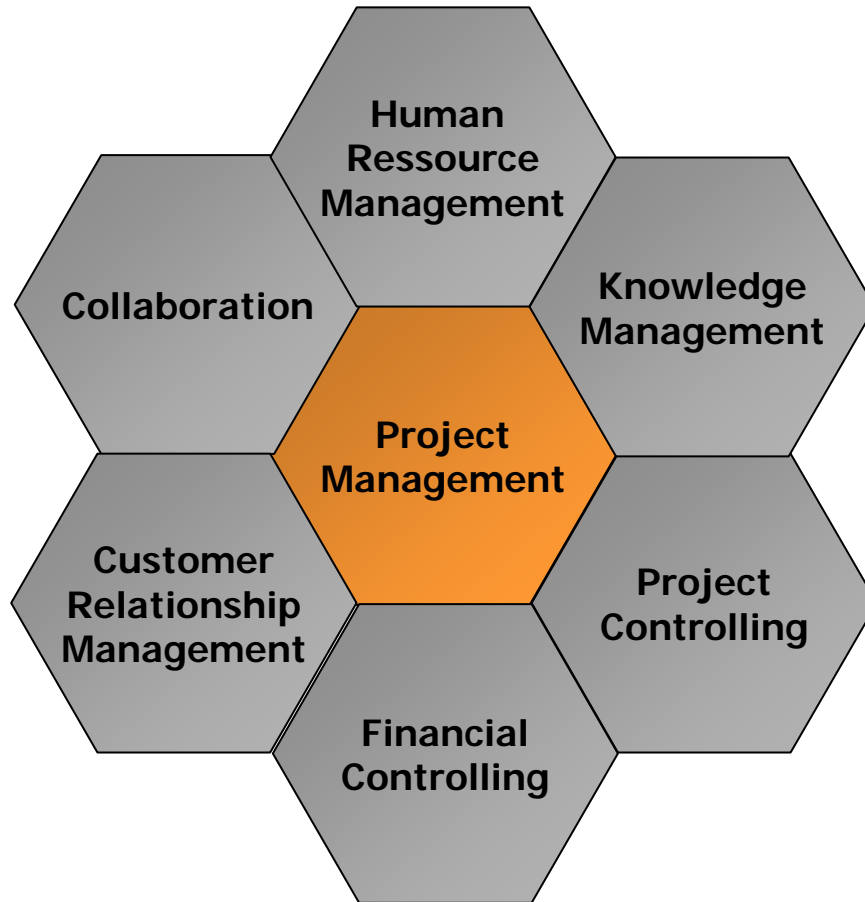 Human
Ressource
Management
Collaboration
Knowledge
Management
Project
Management
Customer
Relationship
Management
Project
Controlling
Financial
Controlling